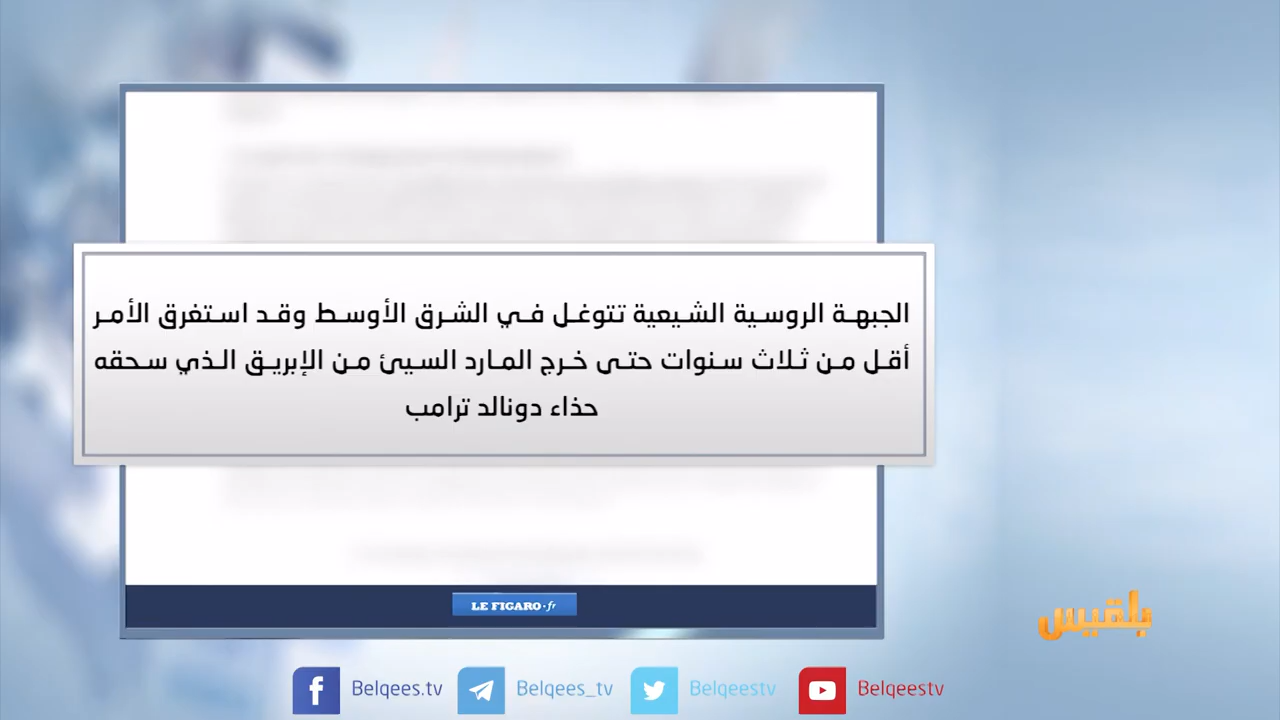 الجبهة الروسية الشيعية تتوغل في الشرق الأوسط وقد استغرق الأمر
أقل من ثلاث سنوات حتى خرج المارد السيئ من الإبريق الذي سحقه
حذاء دونالد ترامب
LE FIGARO·fr
بلقيس
Belqees.tv
Belqees_tv
Belqeestv
Belqeestv